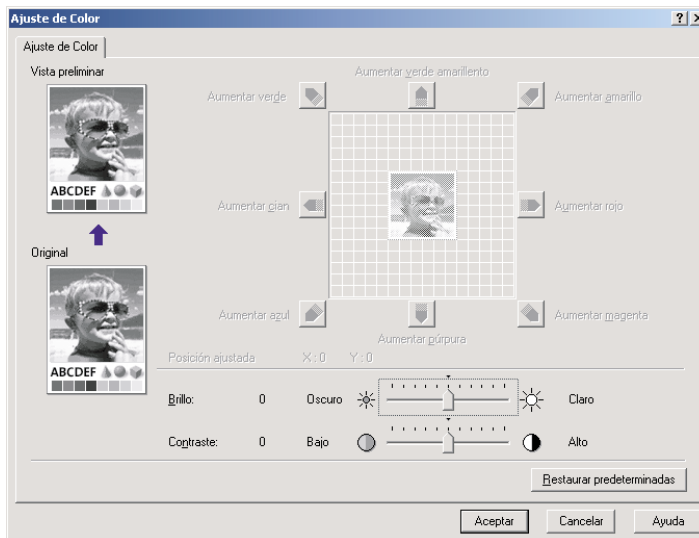 Ajuste de Color
Ajuste de Color
Vista preliminar
ABCDEF
Original
ABCDEF
Aumentar verde amarillento
Aumentar verde
Aumentar amarillo
Aumentar cian
Aumentar rojo
Aumentar azul
Aumentar magenta
Aumentar púrpura
Posición ajustada X:0 Y:0
Brillo: 0 Oscuro Claro
Contraste: 0 Bajo Alto
Restaurar predeterminadas
Aceptar Cancelar Ayuda